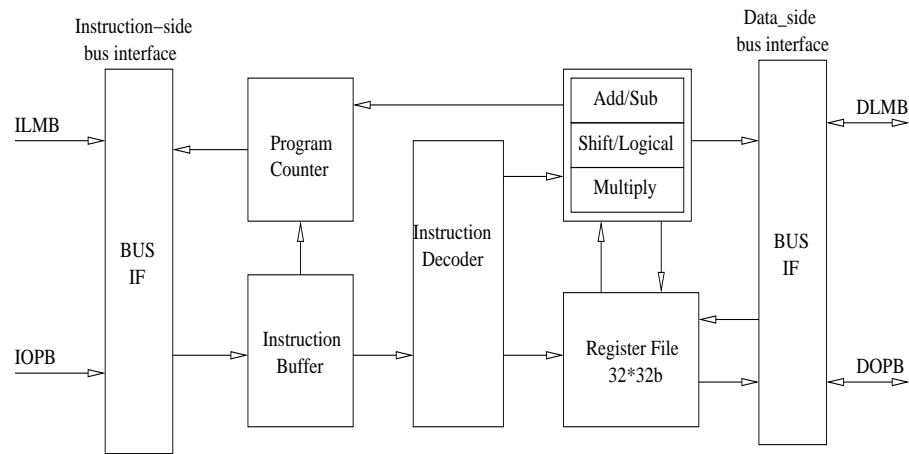 Instruction−side
bus interface
Data_side
bus interface
ILMB
IOPB
BUS
IF
Program
Counter
Instruction
Buffer
Instruction
Decoder
Add/Sub
Shift/Logical
Multiply
Register File
32*32b
BUS
IF
DLMB
DOPB